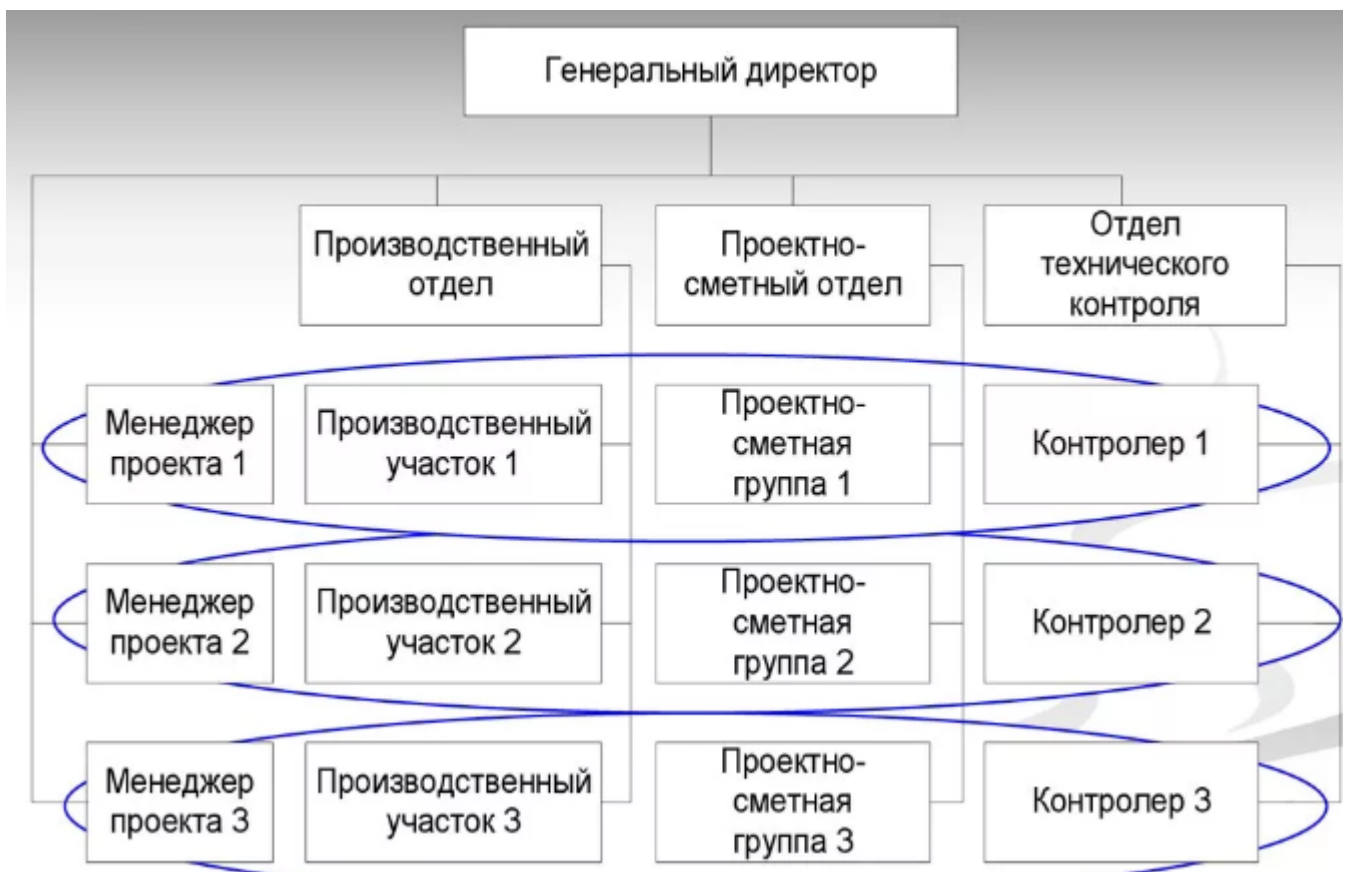 Генеральный директор
Производственный
отдел
Проектно-
сметный отдел
Отдел
технического
контроля
Менеджер
проекта 1
Производственный
участок 1
Проектно-
сметная
группа 1
Контролер 1
Менеджер
проекта 2
Производственный
участок 2
Проектно-
сметная
группа 2
Контролер 2
Менеджер
проекта 3
Производственный
участок 3
Проектно-
сметная
группа 3
Контролер 3